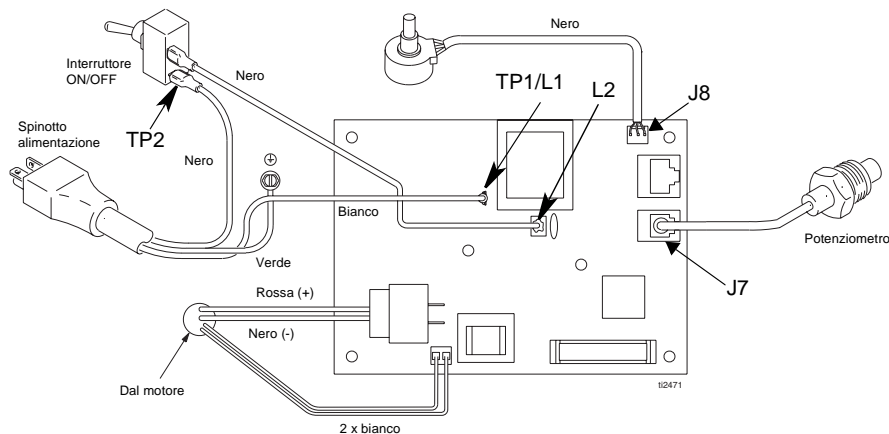 Nero
Interruttore
ON/OFF
Nero
TP1/L1
L2
J8
TP2
Spinotto
alimentazione
Nero
Bianco
Potenziometro
Verde
J7
Rossa (+)
Nero (-)
Dal motore
ti2471
2 x bianco